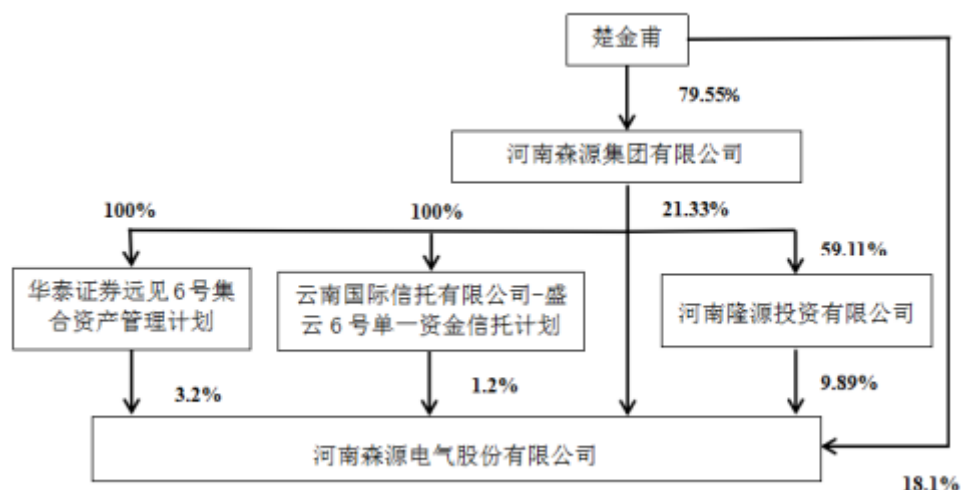 楚金甫
79.55%
河南森源集团有限公司
100%
100%
21.33%
59.11%
华泰证券远见6号集
合资产管理计划
云南国际信托有限公司-盛
云6号单一资金信托计划
河南隆源投资有限公司
3.2%
1.2%
9.89%
河南森源电气股份有限公司
18.1%